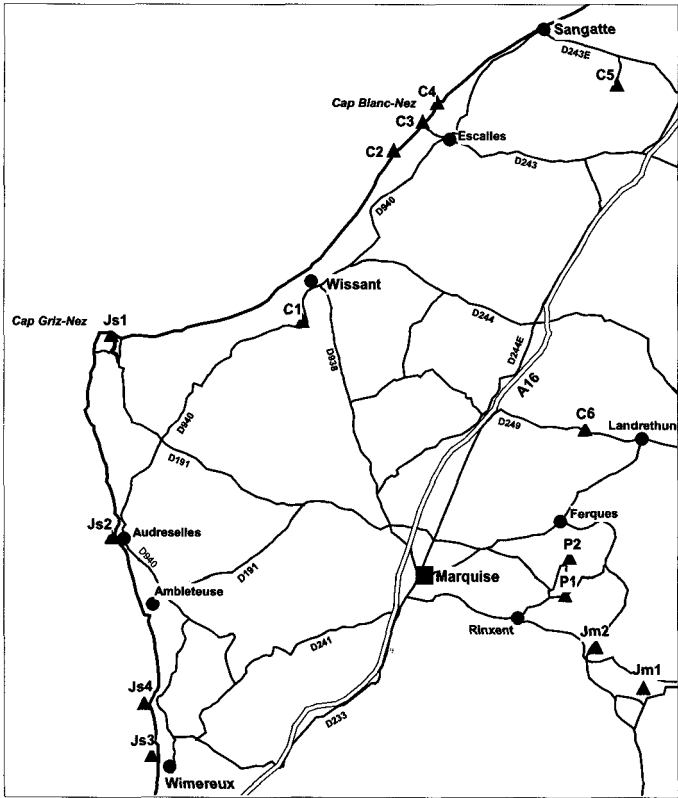 Sangatte
D243E
C5
C4
Cap Blanc-Nez
C3
Escalles
C2
D243
D940
Wissant
Cap Griz-Nez
Js1
C1
D244
D938
D244E
A16
D940
C6
D249
Landrethun
D191
Ferques
Js2
Audreselles
D940
P2
D191
Marquise
Ambleteuse
P1
Rinxent
Jm2
D241
Jm1
Js4
D233
Js3
Wimereux